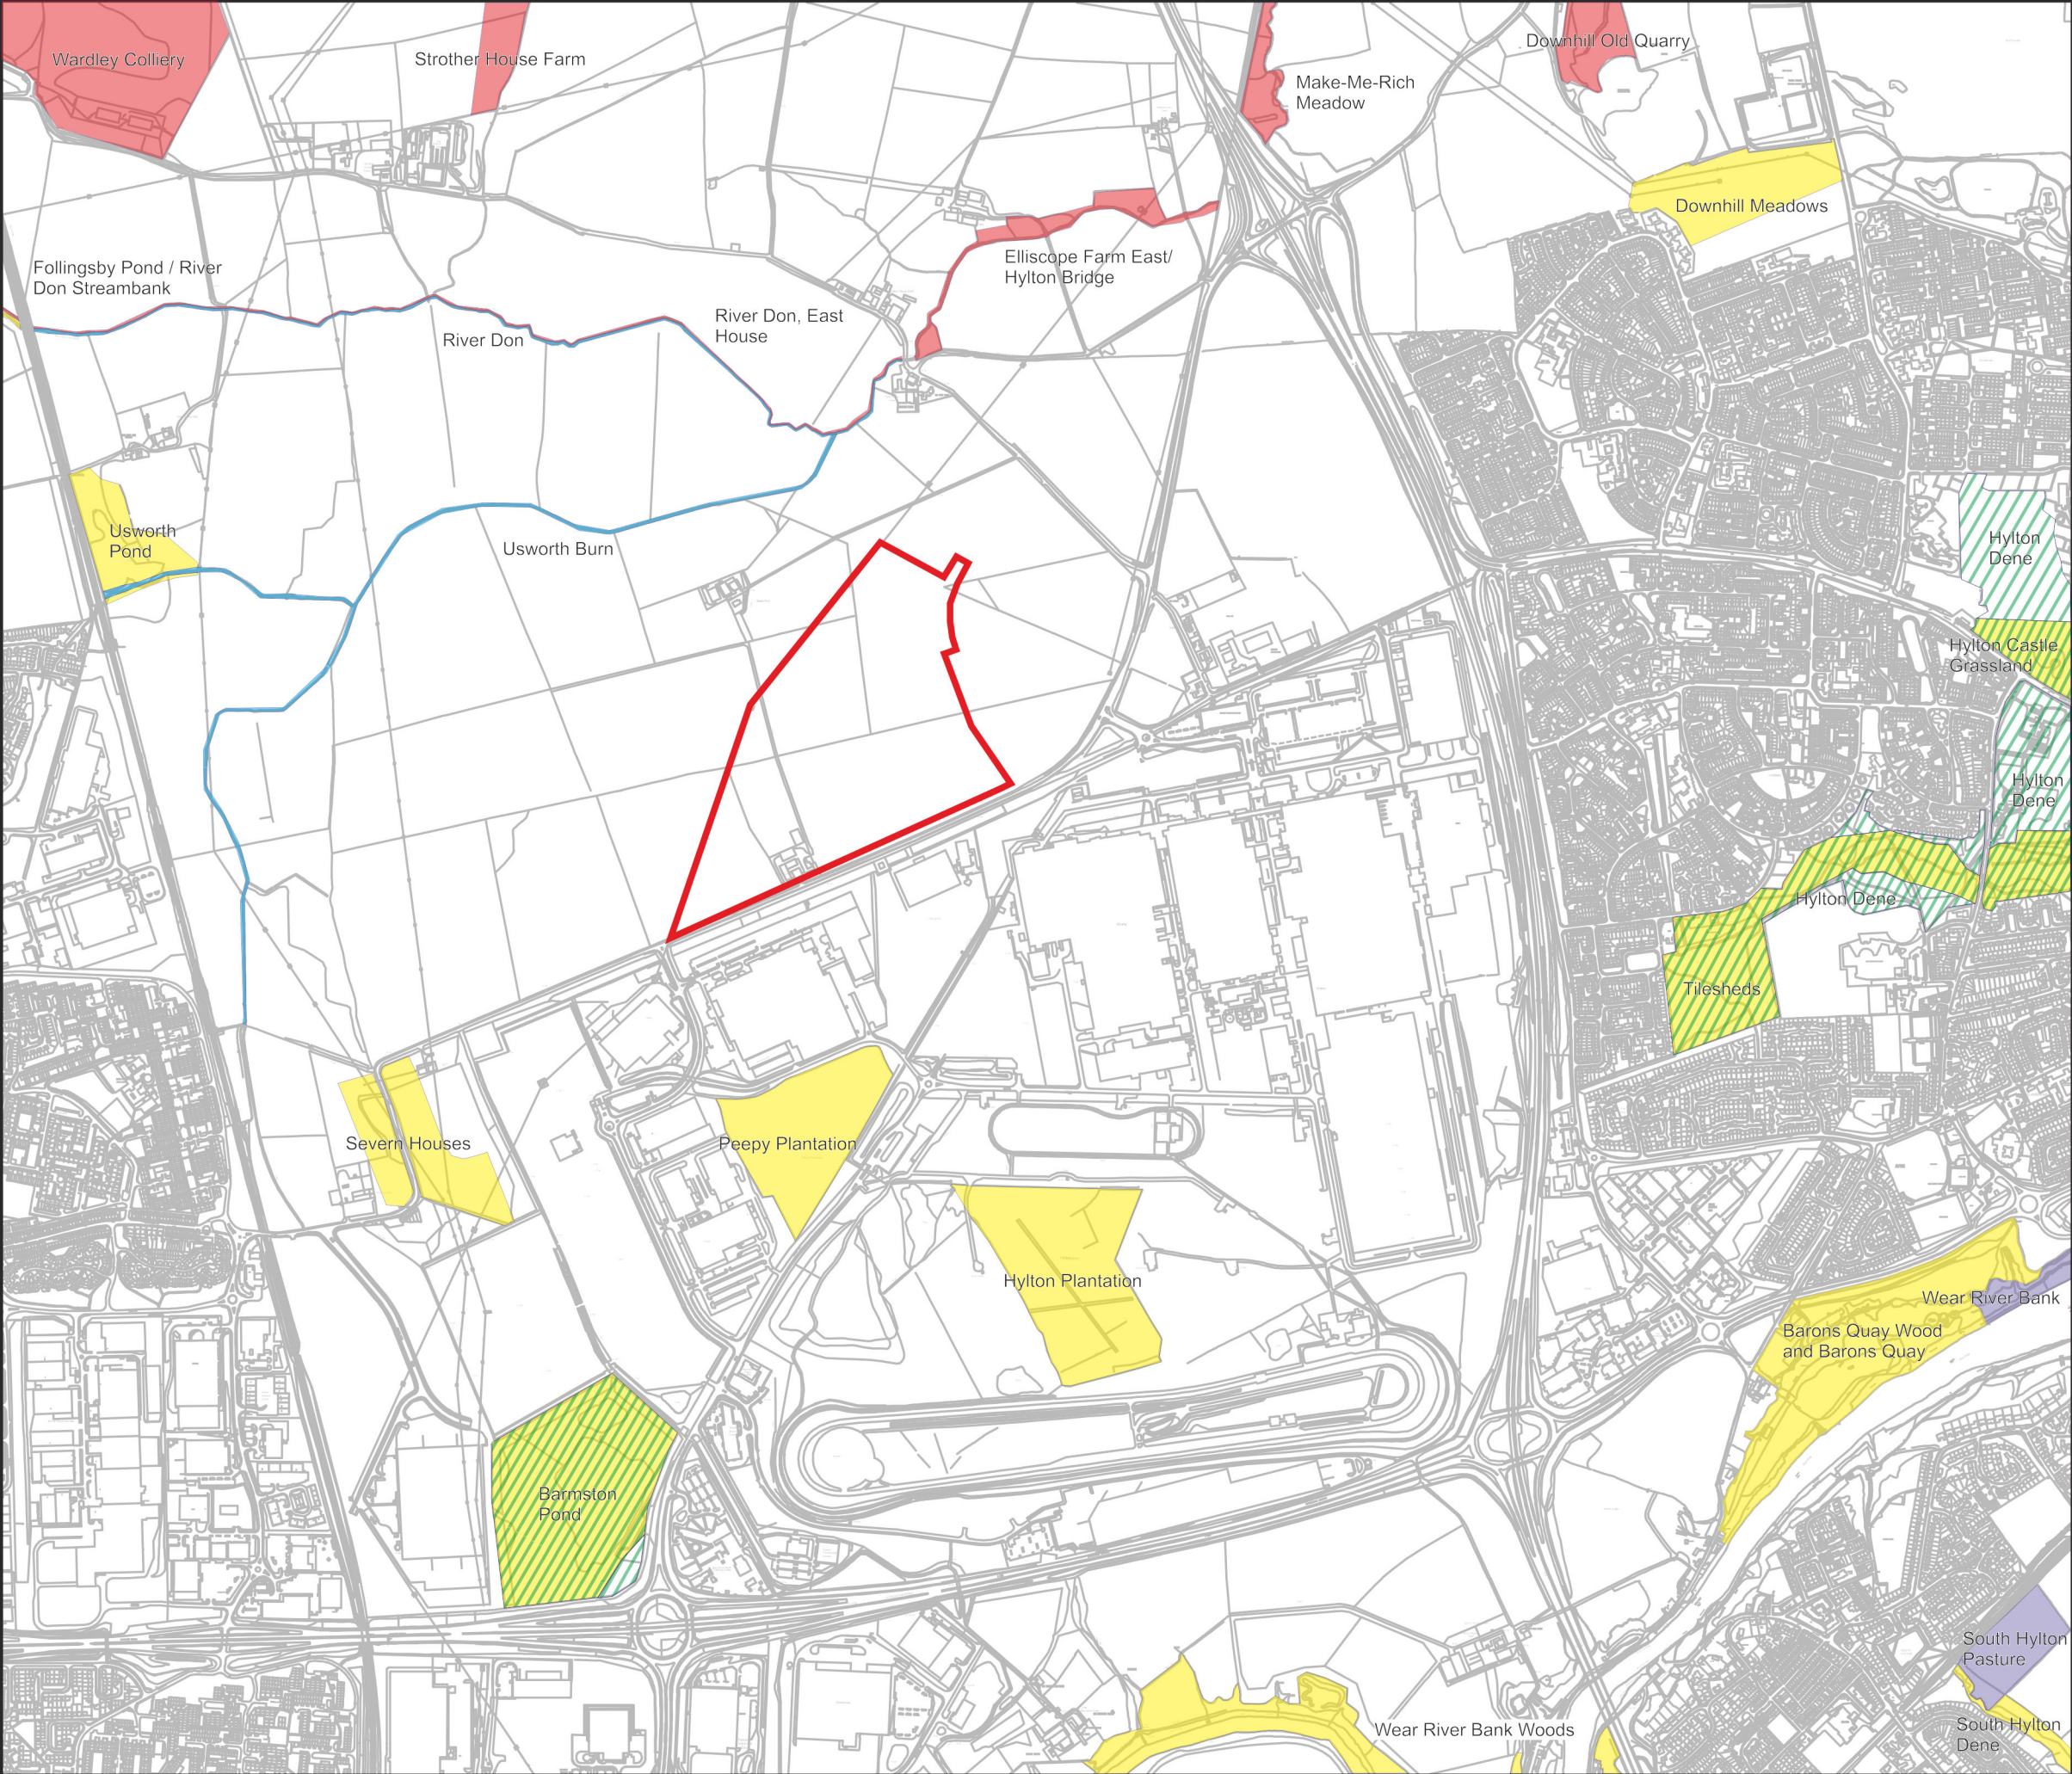 Wardley Colliery
Strother House Farm
Downhill Old Quarry
Make-Me-Rich
Meadow
Downhill Meadows
Follingsby Pond / River
Don Streambank
Elliscope Farm East/
Hylton Bridge
River Don, East
House
River Don
Usworth
Pond
Usworth Burn
Hylton
Dene
Hylton Castle
Grassland
Hylton
Dene
Hylton Dene
Tilesheds
Severn Houses
Peepy Plantation
Hylton Plantation
Wear River Bank
Barons Quay Wood
and Barons Quay
Barmston
Pond
South Hylton
Pasture
Wear River Bank Woods
South Hylton
Dene